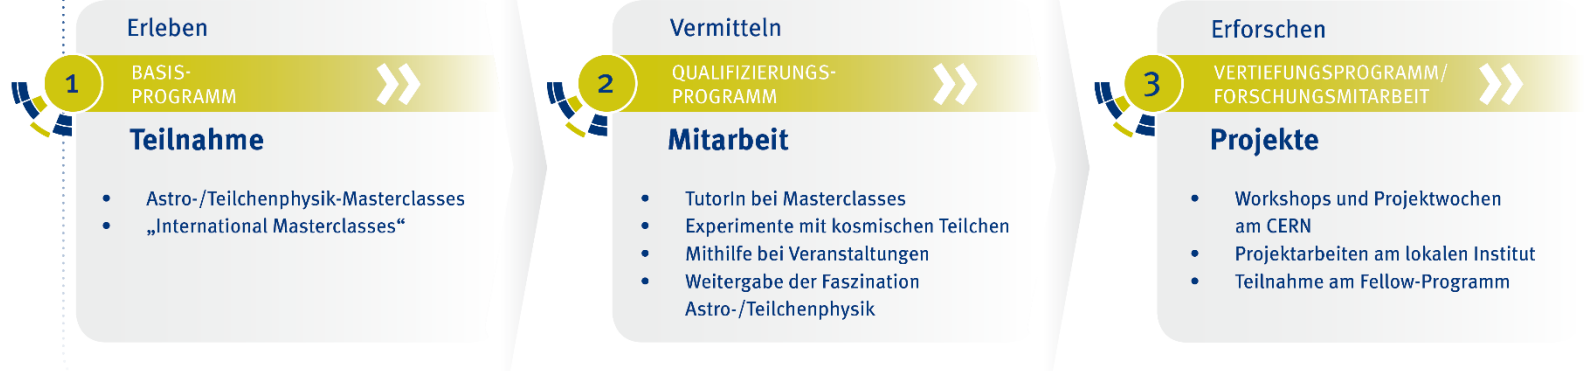 Erleben
1
BASIS-
PROGRAMM
Teilnahme
• Astro-/Teilchenphysik-Masterclasses
• „International Masterclasses“
Vermitteln
2
QUALIFIZIERUNGS-
PROGRAMM
Mitarbeit
• TutorIn bei Masterclasses
• Experimente mit kosmischen Teilchen
• Mithilfe bei Veranstaltungen
• Weitergabe der Faszination
Astro-/Teilchenphysik
Erforschen
3
VERTIEFUNGSPROGRAMM/
FORSCHUNGSMITARBEIT
Projekte
• Workshops und Projektwochen
am CERN
• Projektarbeiten am lokalen Institut
• Teilnahme am Fellow-Programm